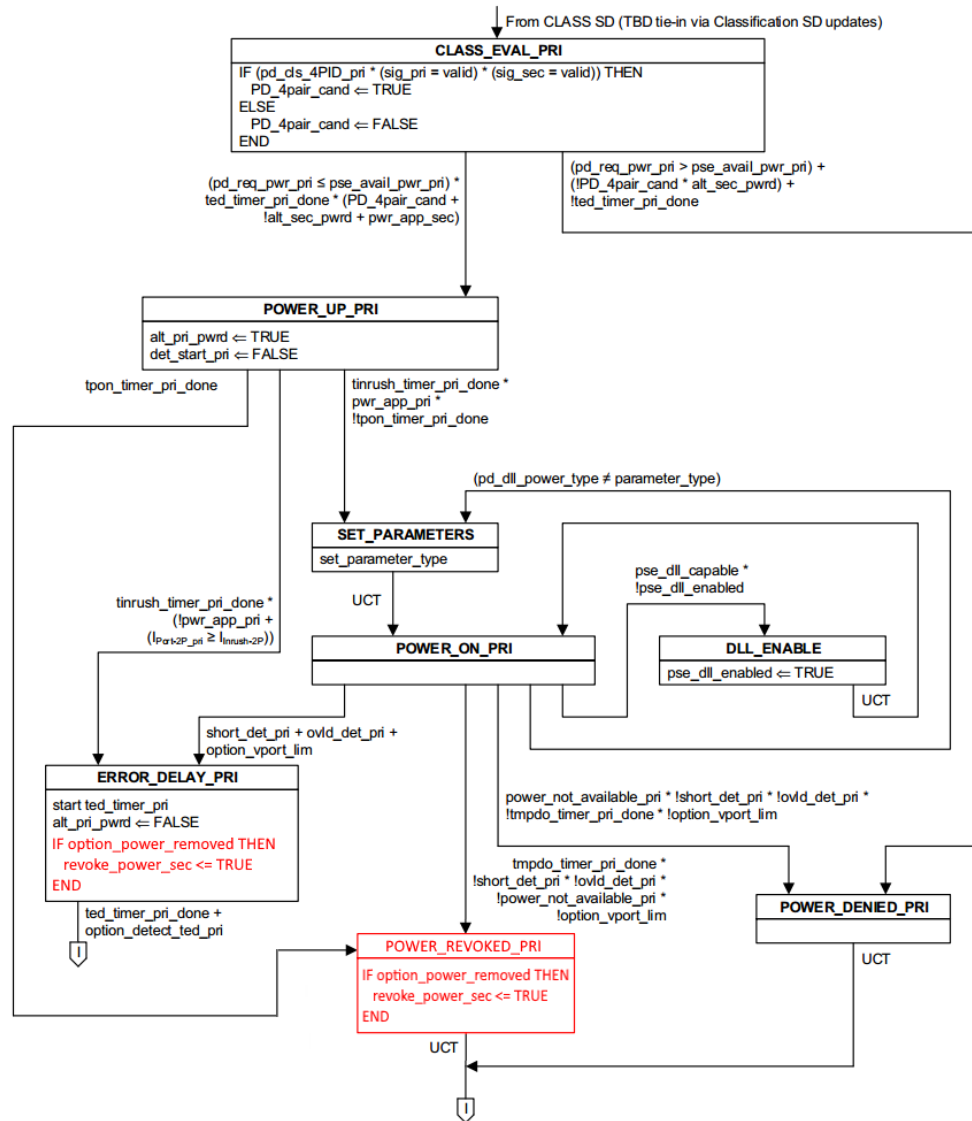 From CLASS SD (TBD tie-in via Classification SD updates)
CLASS_EVAL_PRI
IF (pd_cls_4PID_pri * (sig_pri = valid) * (sig_sec = valid)) THEN
PD_4pair_cand ⇐ TRUE
ELSE
PD_4pair_cand ⇐ FALSE
END
(pd_req_pwr_pri ≤ pse_avail_pwr_pri) *
ted_timer_pri_done * (PD_4pair_cand +
!alt_sec_pwrd + pwr_app_sec)
(pd_req_pwr_pri > pse_avail_pwr_pri) +
(!PD_4pair_cand * alt_sec_pwrd) +
!ted_timer_pri_done
POWER_UP_PRI
alt_pri_pwrd ⇐ TRUE
det_start_pri ⇐ FALSE
tpon_timer_pri_done
tinrush_timer_pri_done *
pwr_app_pri *
!tpon_timer_pri_done
(pd_dll_power_type ≠ parameter_type)
SET_PARAMETERS
set_parameter_type
UCT
pse_dll_capable *
!pse_dll_enabled
tinrush_timer_pri_done *
(!pwr_app_pri +
(IPort-2P_pri ≥ IInrush-2P))
POWER_ON_PRI
DLL_ENABLE
pse_dll_enabled ⇐ TRUE
UCT
short_det_pri + ovld_det_pri +
option_vport_lim
ERROR_DELAY_PRI
start ted_timer_pri
alt_pri_pwrd ⇐ FALSE
IF option_power_removed THEN
revoke_power_sec <= TRUE
END
power_not_available_pri * !short_det_pri * !ovld_det_pri *
!tmpdo_timer_pri_done * !option_vport_lim
tmpdo_timer_pri_done *
!short_det_pri * !ovld_det_pri *
!power_not_available_pri *
!option_vport_lim
POWER_DENIED_PRI
UCT
ted_timer_pri_done +
option_detect_ted_pri
I
POWER_REVOKED_PRI
IF option_power_removed THEN
revoke_power_sec <= TRUE
END
UCT
I